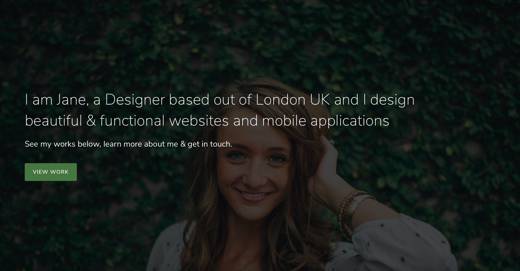 I am Jane, a Designer based out of London UK and I design
beautiful & functional websites and mobile applications
See my works below, learn more about me & get in touch.
VIEW WORK